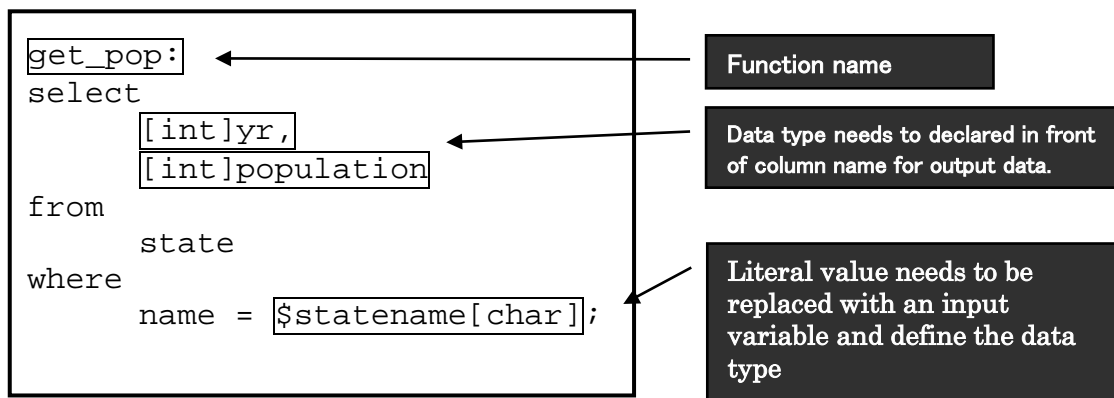 get_pop:
select
[int]yr,
[int]population
from
state
where
name = $statename[char];
Function name
Data type needs to declared in front
of column name for output data.
Literal value needs to be
replaced with an input
variable and define the data
type